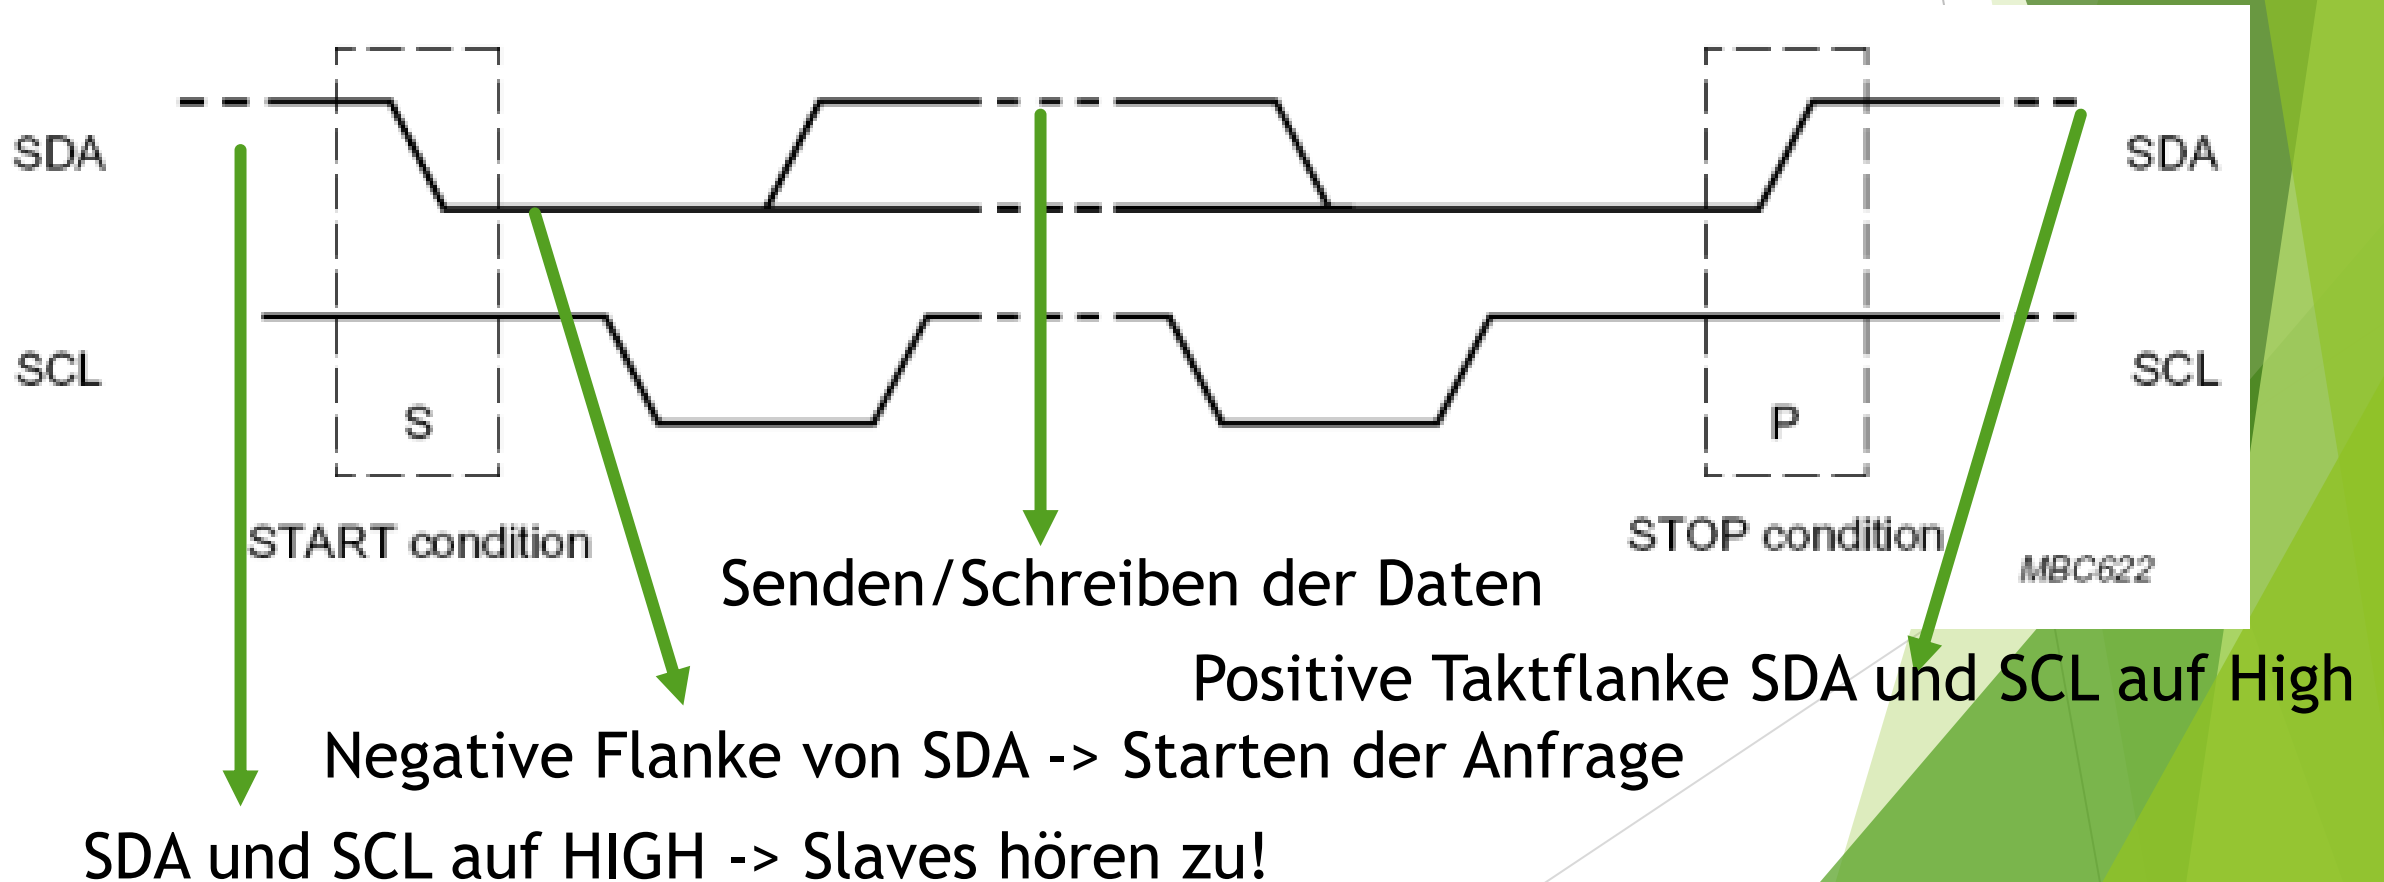 SDA
SDA
SCL
SCL
S
P
START condition
STOP condition
MBC622
Senden/Schreiben der Daten
Positive Taktflanke SDA und SCL auf High
Negative Flanke von SDA -> Starten der Anfrage
SDA und SCL auf HIGH -> Slaves hören zu!